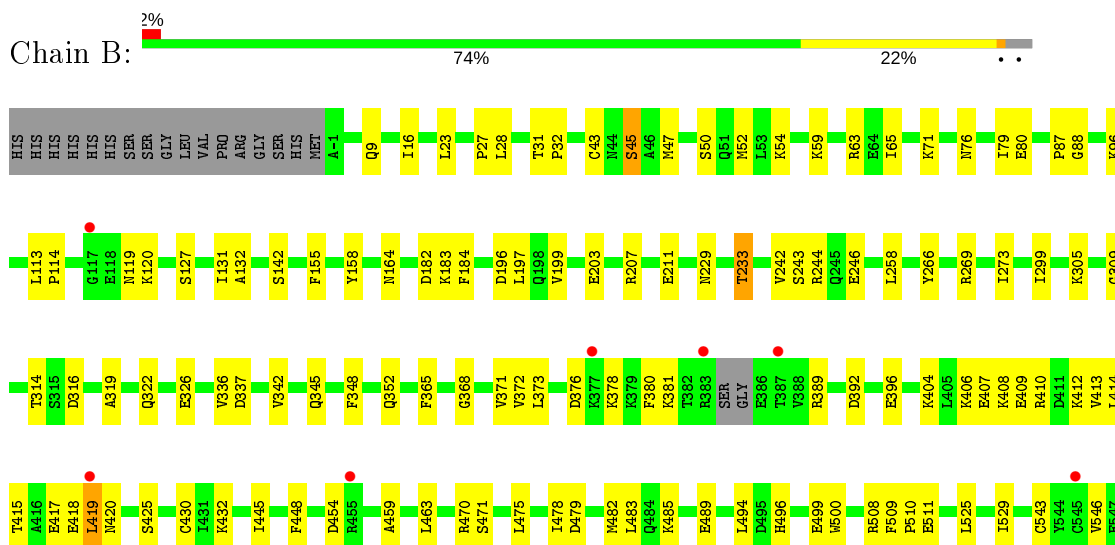 2%
Chain B:
74% 22% • •
HIS HIS HIS HIS HIS HIS SER SER GLY LEU VAL PRO ARG GLY SER HIS MET A-1 Q9 I16 L23 P27 L28 T31 P32 C43 N44 S45 A46 M47 S50 Q51 M52 L53 K54 K59 R63 E64 I65 K71 N76 I79 E80 P87 G88
L113 P114 G117 E118 N119 K120 S127 I131 A132 S142 F155 Y158 N164 D182 K183 F184 D196 L197 Q198 V199 E203 R207 E211 N229 T233 V242 S243 R244 Q245 E246 L258 Y266 R269 I273 I299 K305
T314 S315 D316 A319 Q322 E326 V336 D337 V342 Q345 F348 Q352 F365 G368 V371 V372 L373 D376 K377 K378 K379 F380 K381 T382 R383 SER GLY E386 T387 V388 R389 D392 E396 K404 L405 K406 E407 K408 E409 R410 D411 K412 V413
T415 A416 E417 E418 L419 N420 S425 C430 I431 K432 I445 F448 D454 R455 A459 L463 R470 S471 L475 I478 D479 M482 L483 Q484 K485 E489 L494 D495 H496 E499 W500 R508 F509 P510 E511 L525 I529 C543 Y544 C545 V546